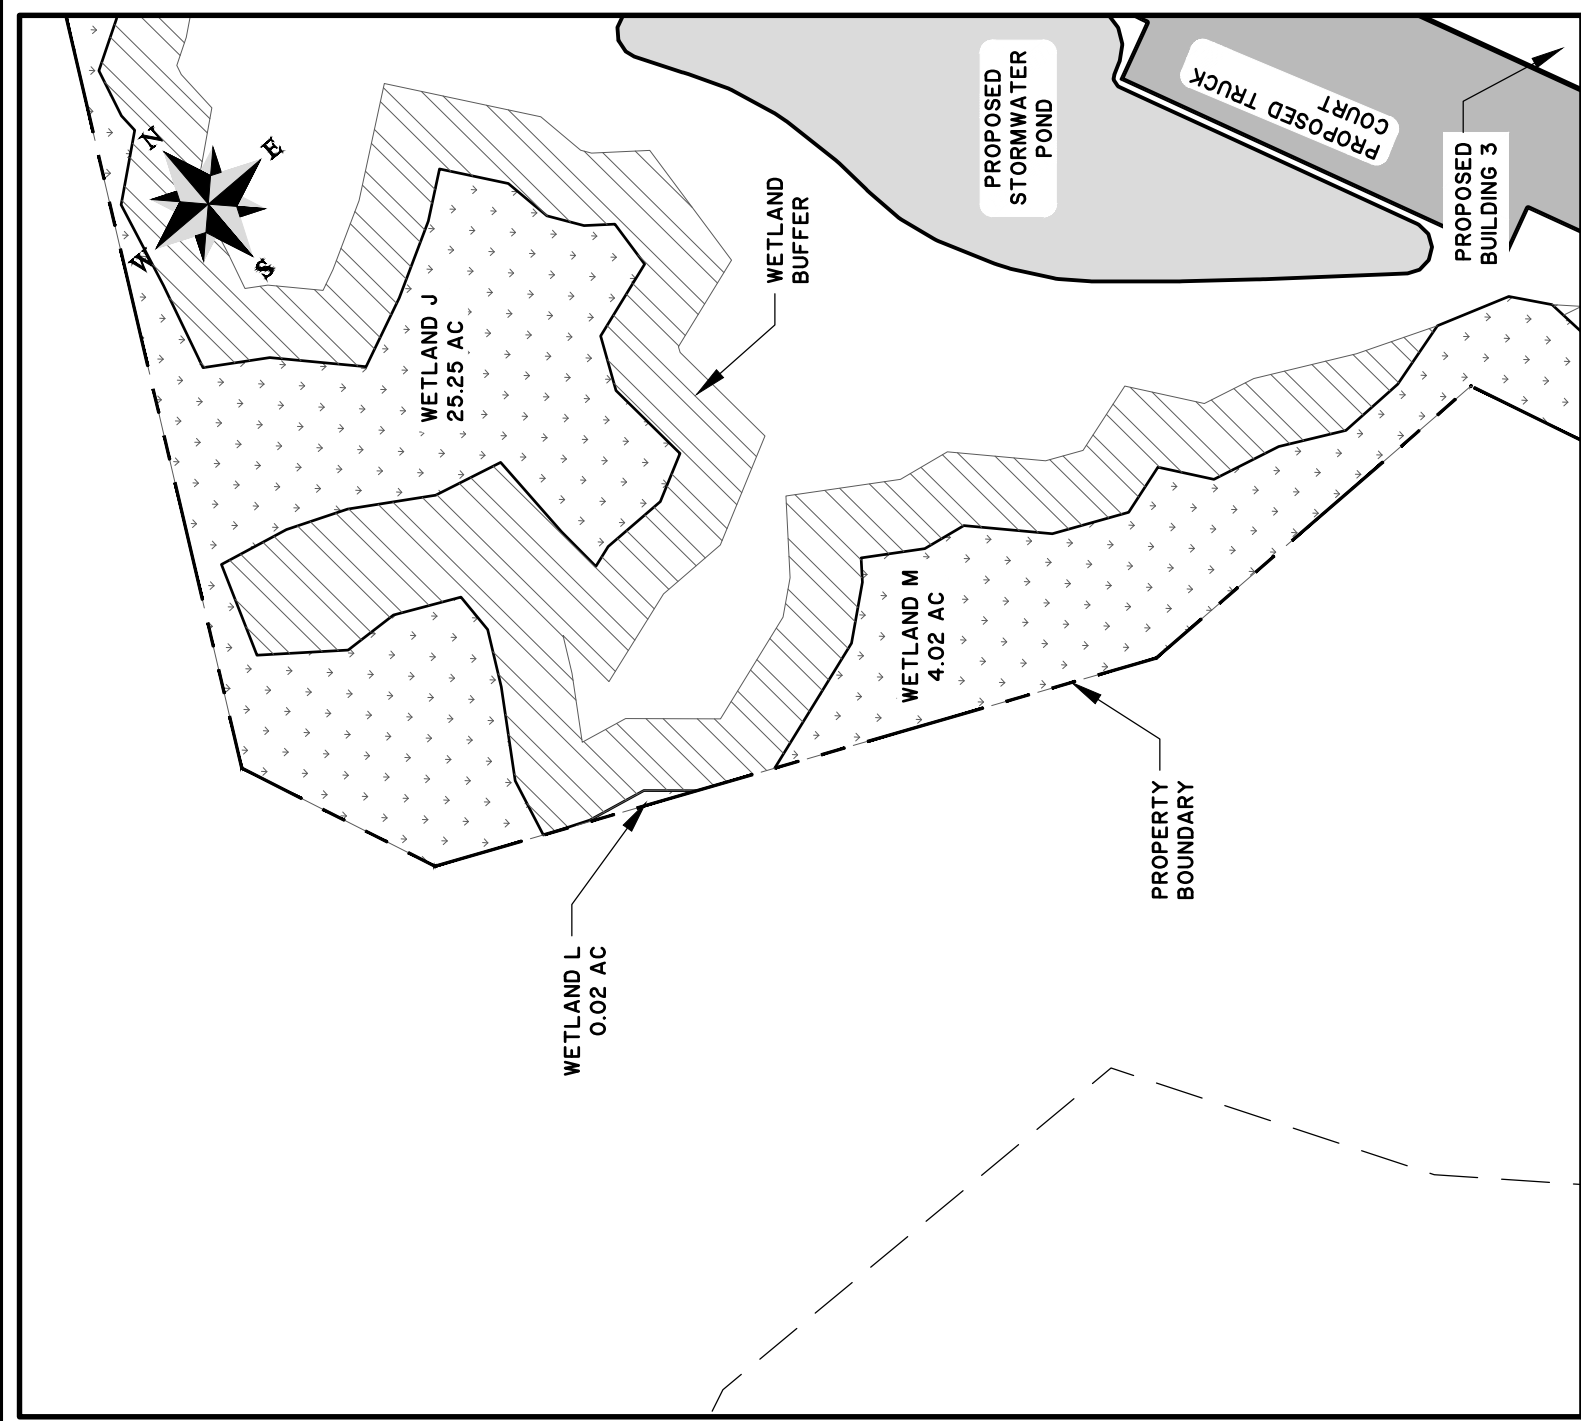 N
E
W
S
WETLAND J
25.25 AC
WETLAND
BUFFER
PROPOSED
STORMWATER
POND
PROPOSED TRUCK
COURT
PROPOSED
BUILDING 3
WETLAND M
4.02 AC
WETLAND L
0.02 AC
PROPERTY
BOUNDARY